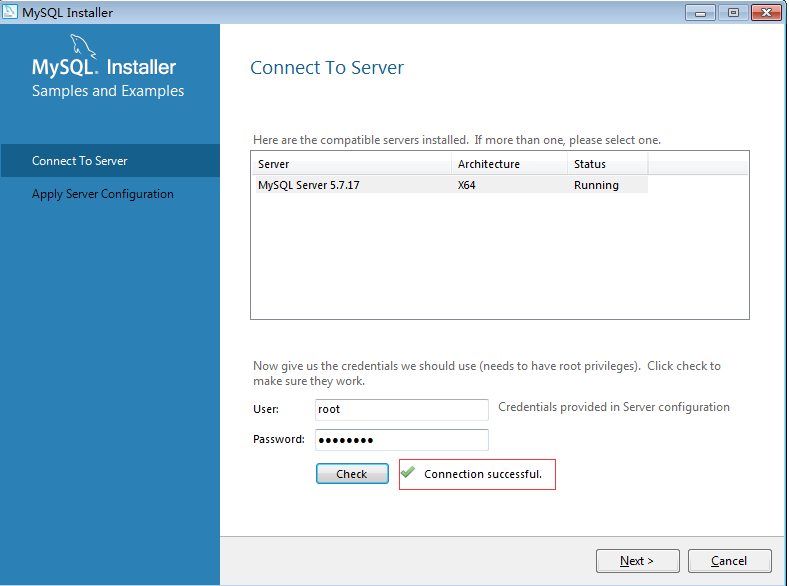 MySQL Installer
MySQL. Installer
Samples and Examples
Connect To Server
Apply Server Configuration
Connect To Server
Here are the compatible servers installed.  If more than one, please select one.
Server Architecture Status
MySQL Server 5.7.17 X64 Running
Now give us the credentials we should use (needs to have root privileges).  Click check to
make sure they work.
User: root Credentials provided in Server configuration
Password: ●●●●●●●●
Check Connection successful.
Next > Cancel